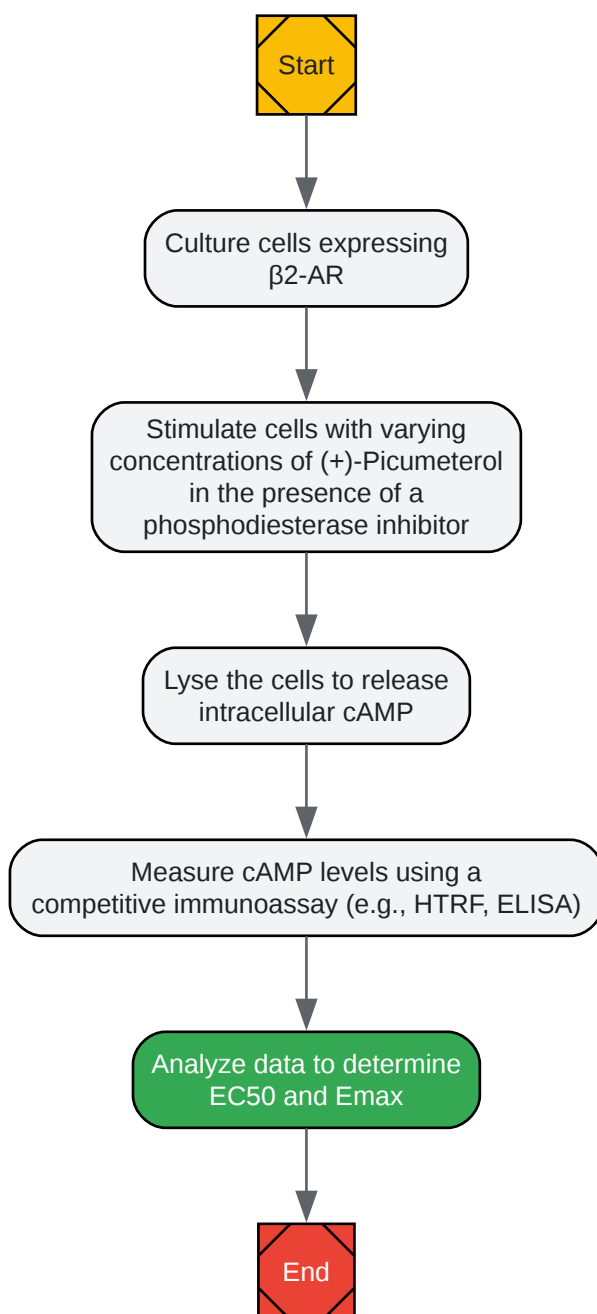 Start
Culture cells expressing
β2-AR
Stimulate cells with varying
concentrations of (+)-Picumeterol
in the presence of a
phosphodiesterase inhibitor
Lyse the cells to release
intracellular cAMP
Measure cAMP levels using a
competitive immunoassay (e.g., HTRF, ELISA)
Analyze data to determine
EC50 and Emax
End